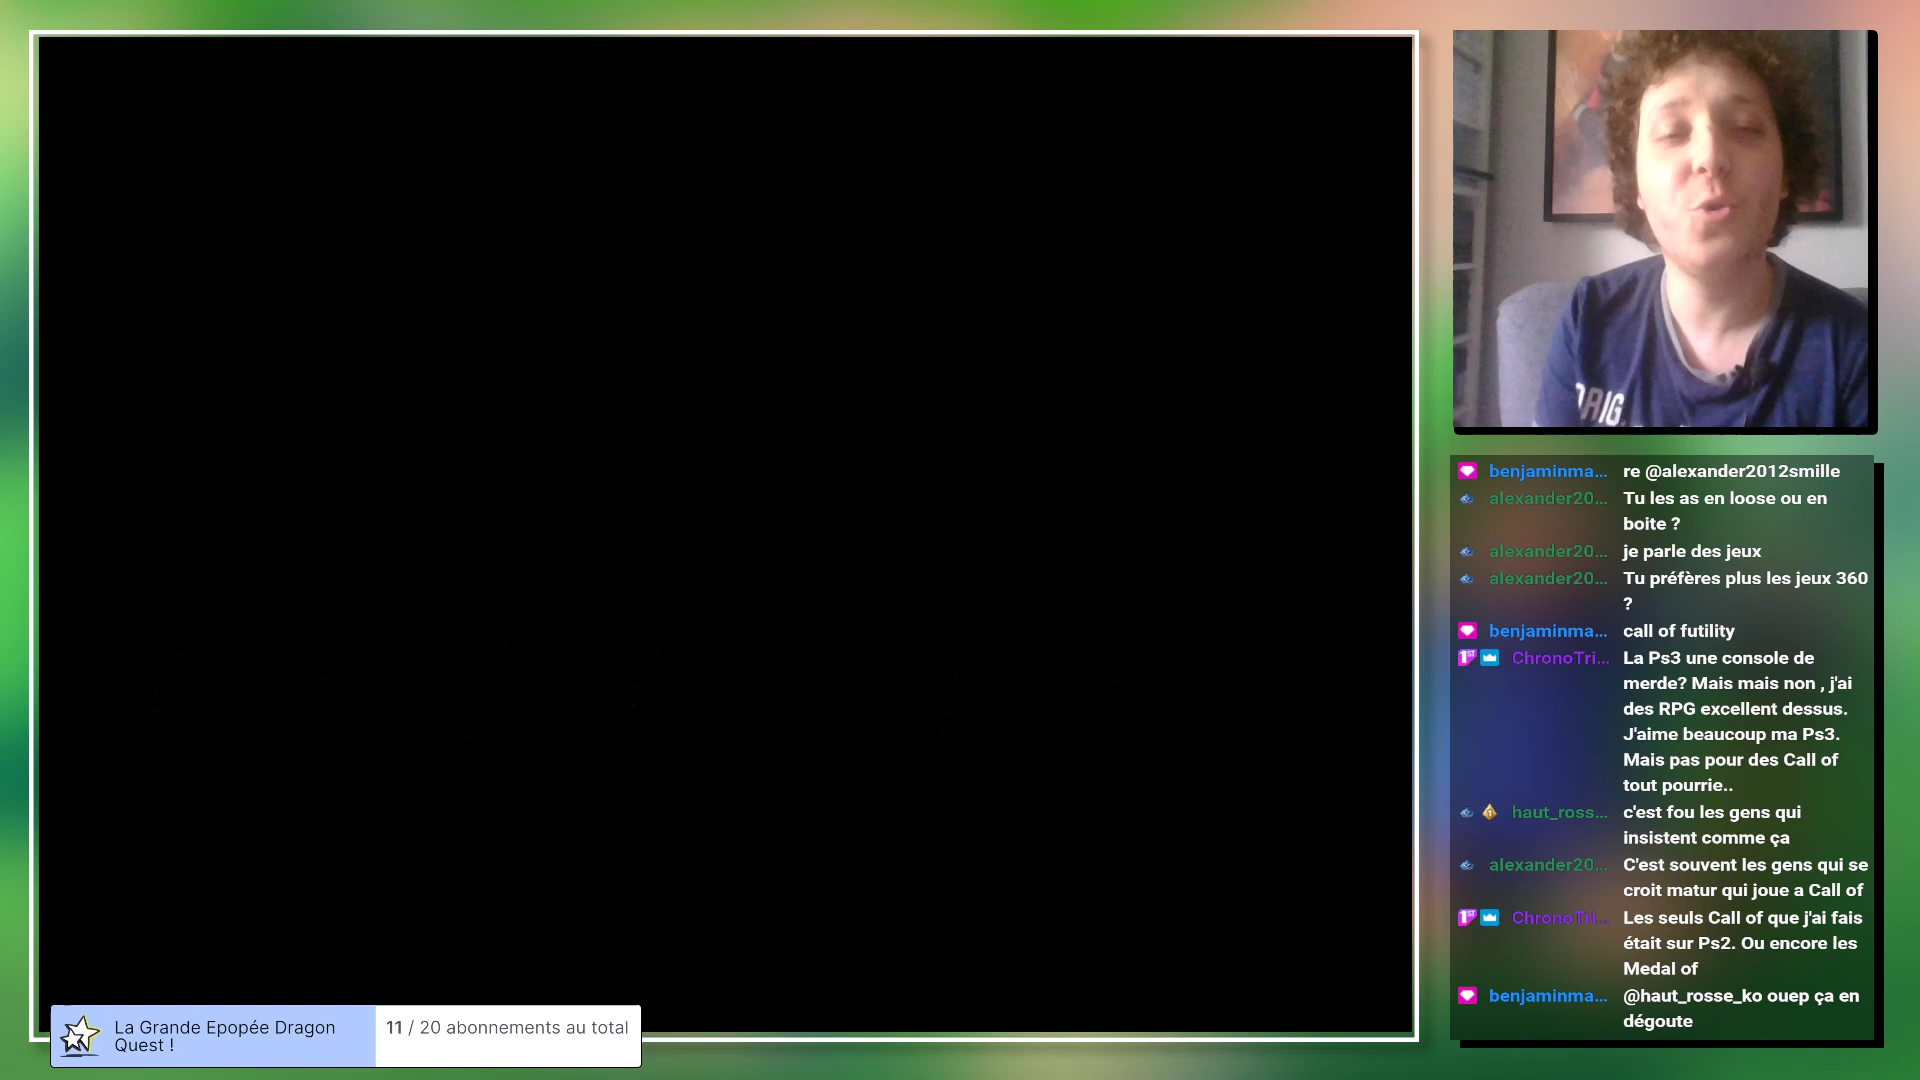 benjaminma... re @alexander2012smille
alexander20... Tu les as en loose ou en
boite ?
alexander20... je parle des jeux
alexander20... Tu préfères plus les jeux 360
?
benjaminma... call of futility
ChronoTri... La Ps3 une console de
merde? Mais mais non , j'ai
des RPG excellent dessus.
J'aime beaucoup ma Ps3.
Mais pas pour des Call of
tout pourrie..
haut_ross... c'est fou les gens qui
insistent comme ça
alexander20... C'est souvent les gens qui se
croit matur qui joue a Call of
ChronoTri... Les seuls Call of que j'ai fais
était sur Ps2. Ou encore les
Medal of
benjaminma... @haut_rosse_ko ouep ça en
dégoute
La Grande Epopée Dragon
Quest !
11 / 20 abonnements au total